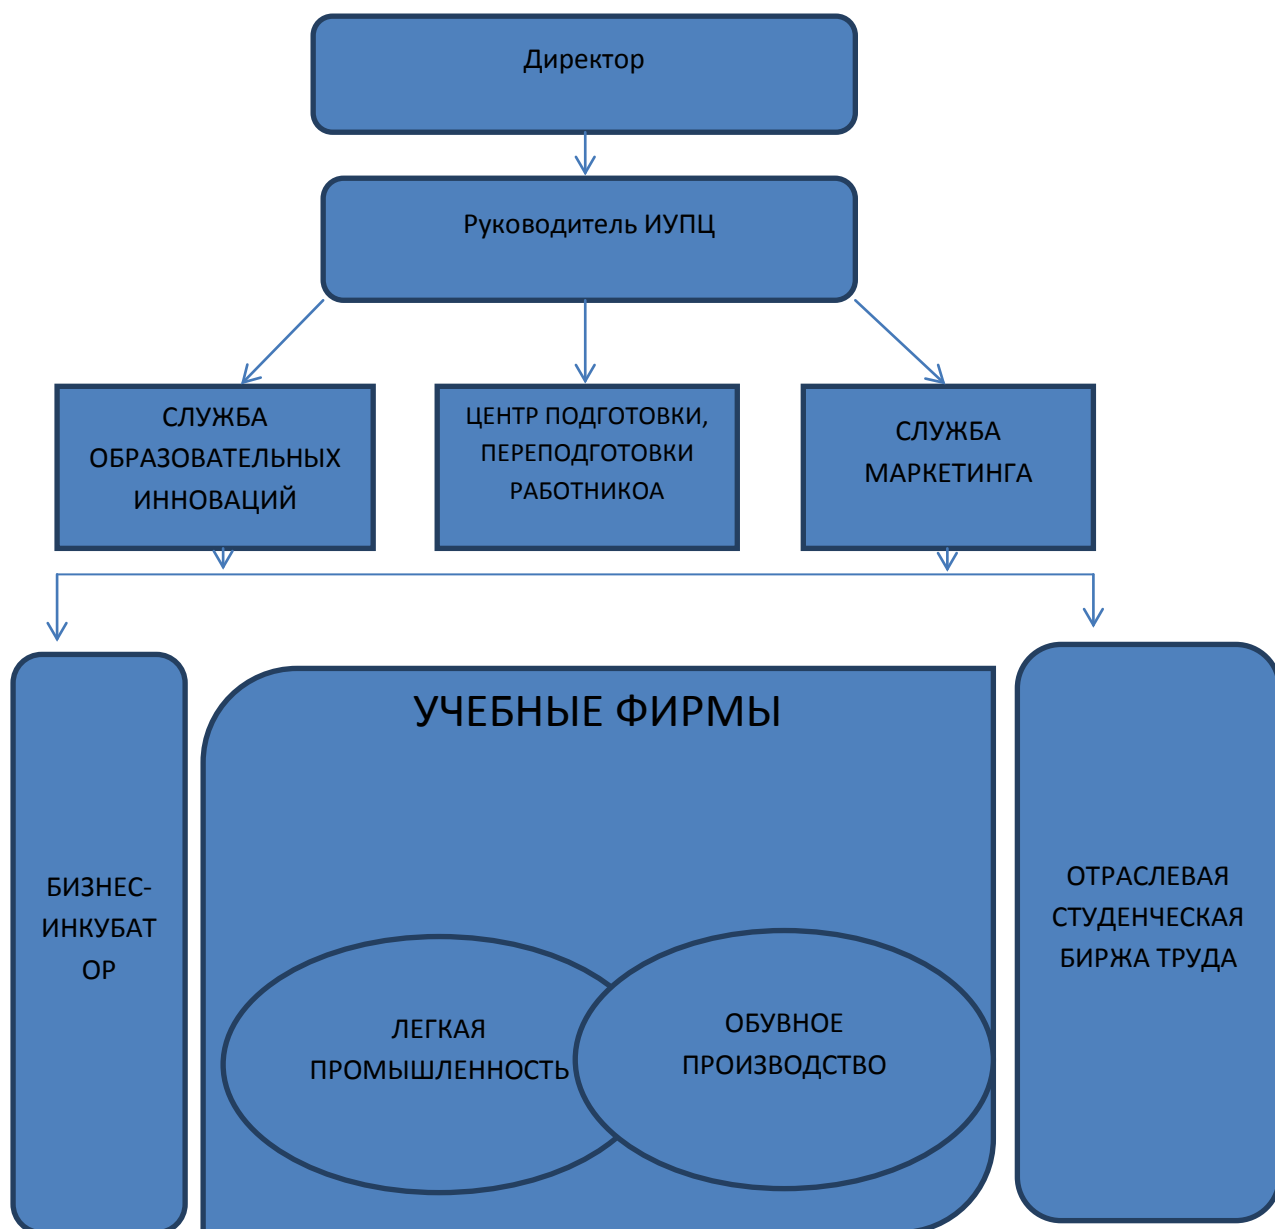 Директор
Руководитель ИУПЦ
СЛУЖБА
ОБРАЗОВАТЕЛЬНЫХ
ИННОВАЦИЙ
ЦЕНТР ПОДГОТОВКИ,
ПЕРЕПОДГОТОВКИ
РАБОТНИКОА
СЛУЖБА
МАРКЕТИНГА
БИЗНЕС-
ИНКУБАТ
ОР
УЧЕБНЫЕ ФИРМЫ
ЛЕГКАЯ
ПРОМЫШЛЕННОСТЬ
ОБУВНОЕ
ПРОИЗВОДСТВО
ОТРАСЛЕВАЯ
СТУДЕНЧЕСКАЯ
БИРЖА ТРУДА